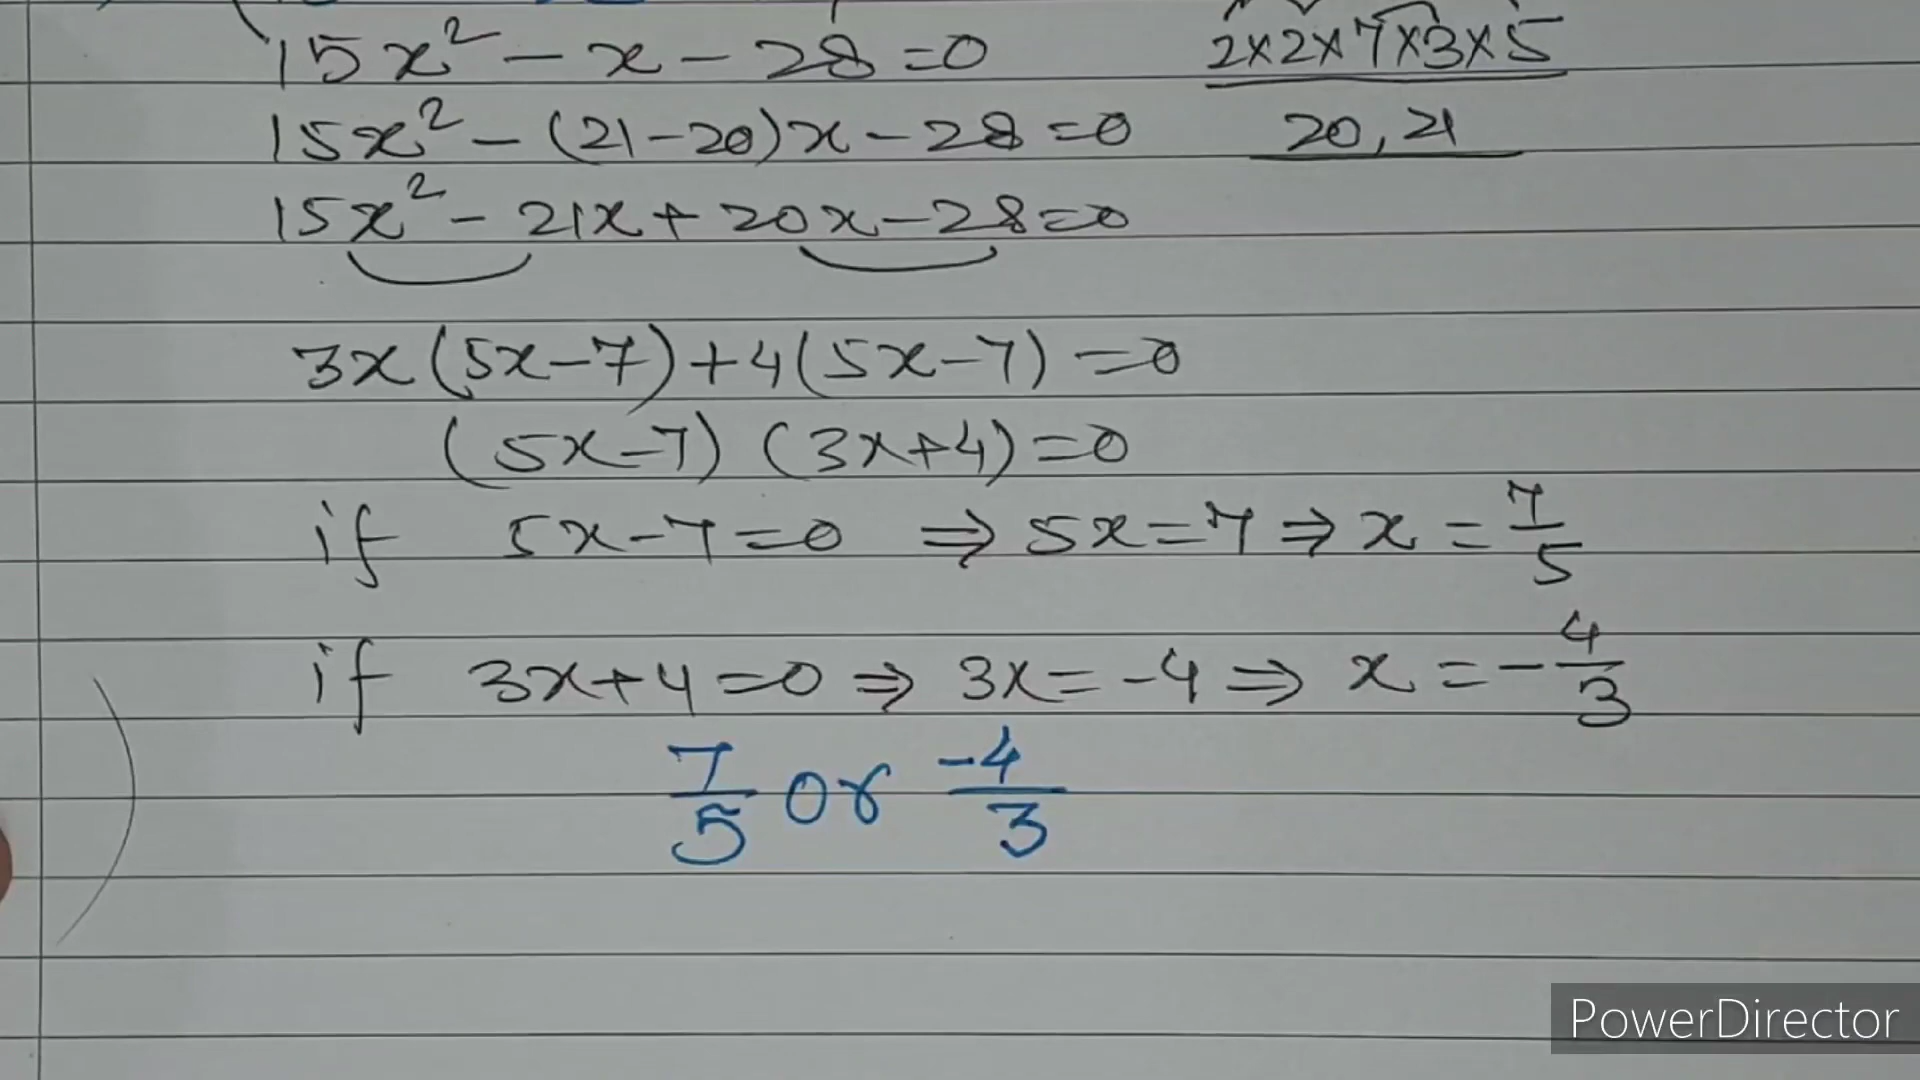 15x² - x - 28 = 0 2×2×7×3×5
15x² - (21-20)x - 28 = 0 20, 21
15x² - 21x + 20x - 28 = 0
3x(5x-7) + 4(5x-7) = 0
(5x-7) (3x+4) = 0
if 5x-7=0 ⇒ 5x=7 ⇒ x = 7/5
if 3x+4=0 ⇒ 3x=-4 ⇒ x = -4/3
7/5 or -4/3
PowerDirector